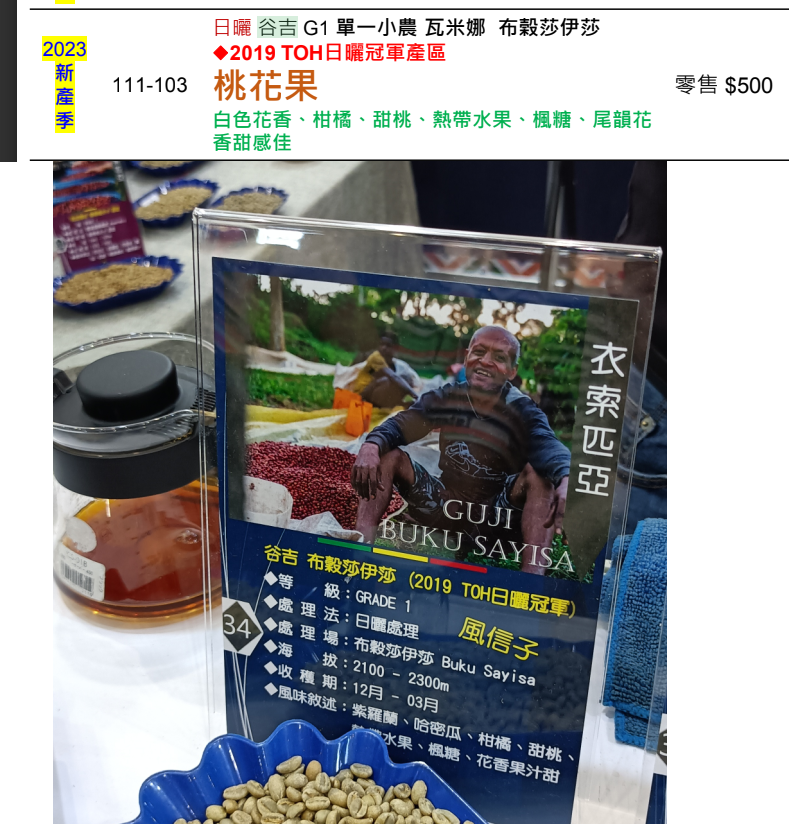 日曬 谷吉 G1 單一小農 瓦米娜 布穀莎伊莎
2023
新
產
季
111-103
◆2019 TOH日曬冠軍產區
桃花果
零售 $500
白色花香、柑橘、甜桃、熱帶水果、楓糖、尾韻花
香甜感佳
衣索匹亞
GUJI
BUKU SAYISA
谷吉 布穀莎伊莎 (2019 TOH日曬冠軍)
◆等 級:GRADE 1
◆處 理 法:日曬處理
風信子
34
◆處 理 場:布穀莎伊莎 Buku Sayisa
◆海 拔:2100 - 2300m
◆收 穫 期:12月 - 03月
◆風味敘述:紫羅蘭、哈密瓜、柑橘、甜桃、
水果、楓糖、花香果汁甜